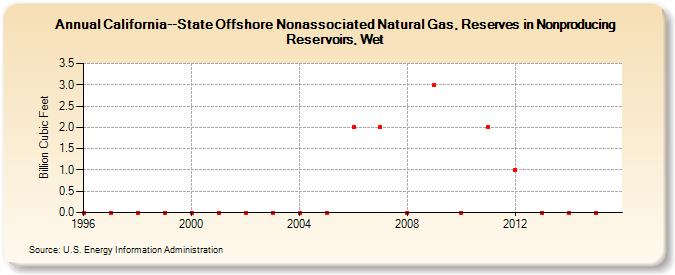 Annual California--State Offshore Nonassociated Natural Gas, Reserves in Nonproducing
Reservoirs, Wet
Billion Cubic Feet
3.5
3.0
2.5
2.0
1.5
1.0
0.5
0.0
1996 2000 2004 2008 2012
Source: U.S. Energy Information Administration